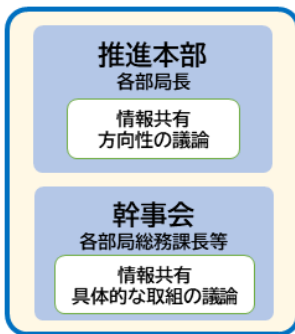 推進本部
各部局長
情報共有
方向性の議論
幹事会
各部局総務課長等
情報共有
具体的な取組の議論